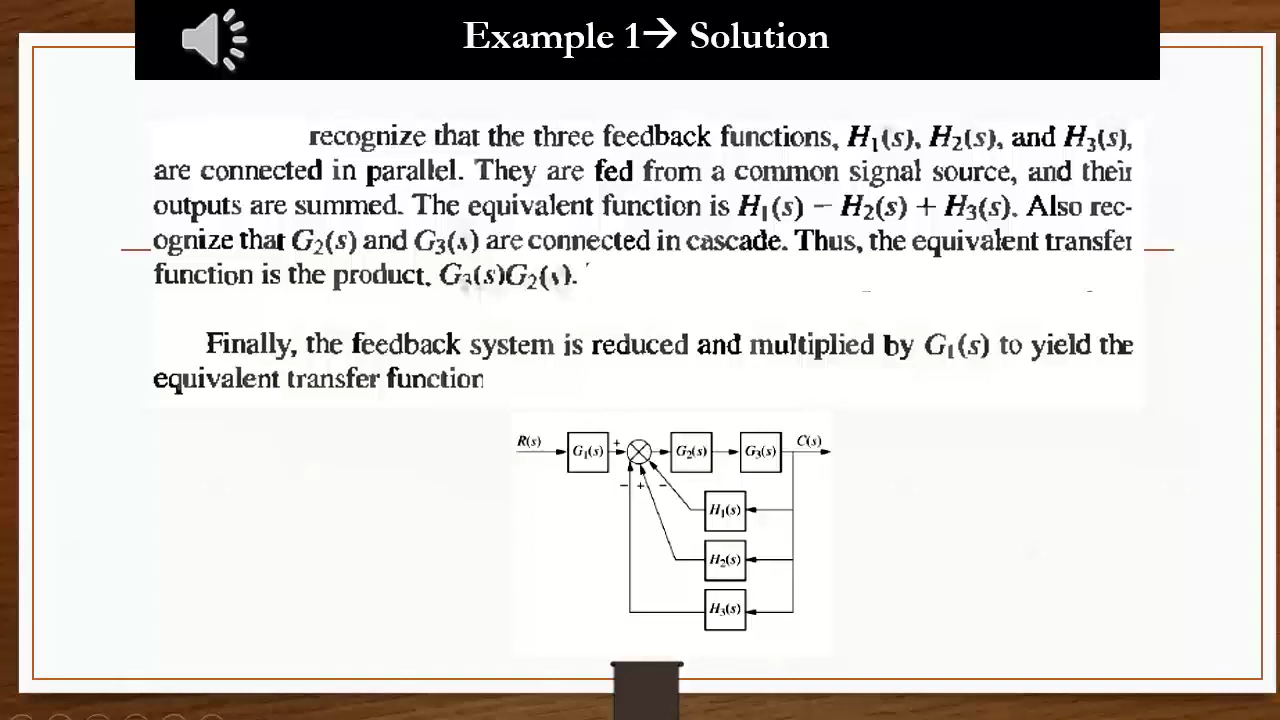 Example 1→ Solution
recognize that the three feedback functions, H₁(s), H₂(s), and H₃(s),
are connected in parallel. They are fed from a common signal source, and their
outputs are summed. The equivalent function is H₁(s) − H₂(s) + H₃(s). Also rec-
ognize that G₂(s) and G₃(s) are connected in cascade. Thus, the equivalent transfer
function is the product, G₃(s)G₂(s).
Finally, the feedback system is reduced and multiplied by G₁(s) to yield the
equivalent transfer function
R(s) G₁(s) + G₂(s) G₃(s) C(s)
− + −
H₁(s)
H₂(s)
H₃(s)